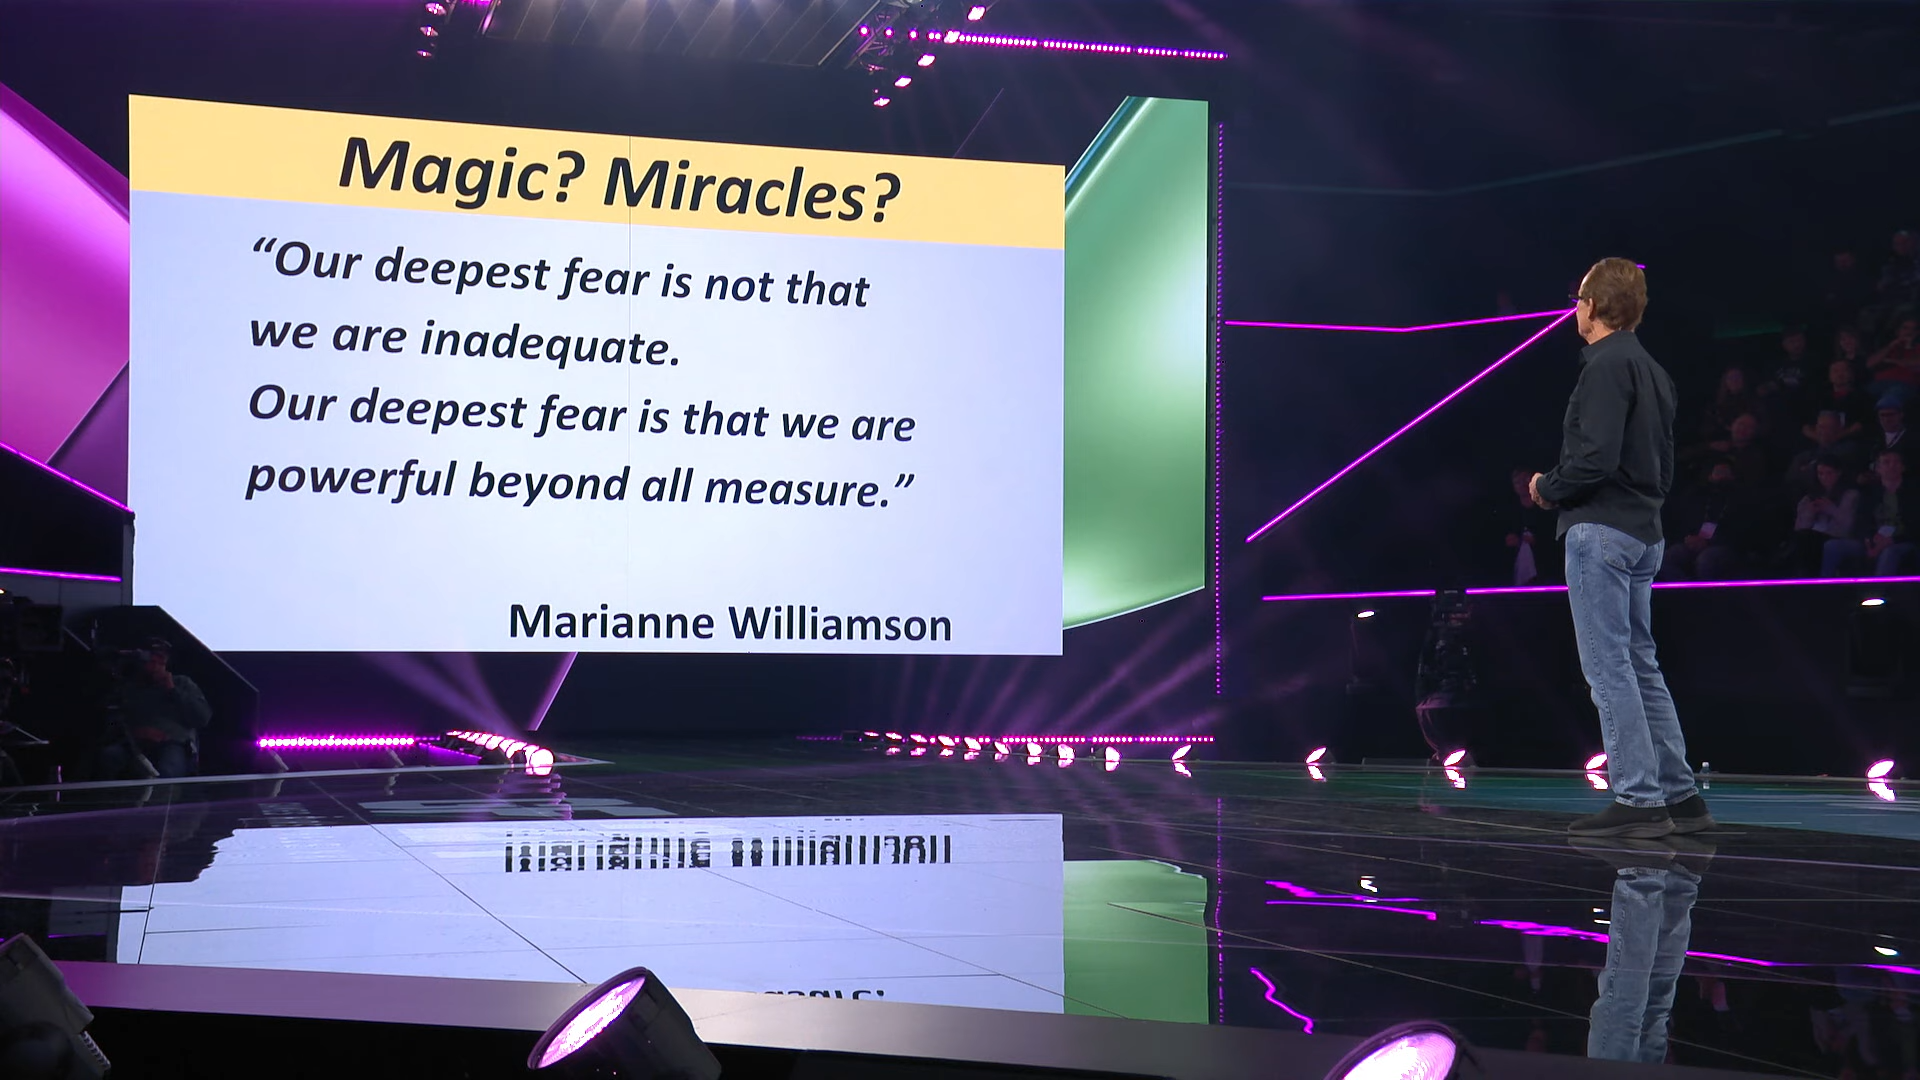 Magic? Miracles?
“Our deepest fear is not that
we are inadequate.
Our deepest fear is that we are
powerful beyond all measure.”
Marianne Williamson